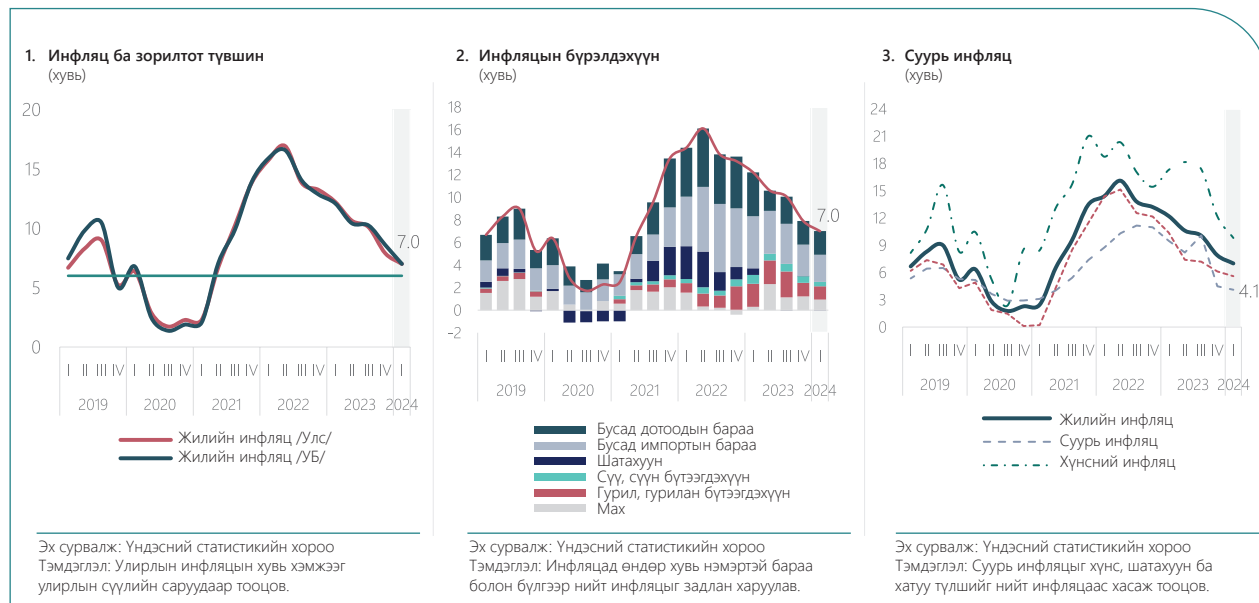 1. Инфляц ба зорилтот түвшин
(хувь)
20
15
10
5
0
7.0
I II III IV I II III IV I II III IV I II III IV I II III IV I
2019 2020 2021 2022 2023 2024
Жилийн инфляц /Улс/
Жилийн инфляц /УБ/
Эх сурвалж: Үндэсний статистикийн хороо
Тэмдэглэл: Улирлын инфляцын хувь хэмжээг
улирлын сүүлийн саруудаар тооцов.
2. Инфляцын бүрэлдэхүүн
(хувь)
18
16
14
12
10
8
6
4
2
0
-2
7.0
I II III IV I II III IV I II III IV I II III IV I II III IV I
2019 2020 2021 2022 2023 2024
Бусад дотоодын бараа
Бусад импортын бараа
Шатахуун
Сүү, сүүн бүтээгдэхүүн
Гурил, гурилан бүтээгдэхүүн
Мах
Эх сурвалж: Үндэсний статистикийн хороо
Тэмдэглэл: Инфляцад өндөр хувь нэмэртэй бараа
болон бүлгээр нийт инфляцыг задлан харуулав.
3. Суурь инфляц
(хувь)
24
21
18
15
12
9
6
3
0
4.1
I II III IV I II III IV I II III IV I II III IV I II III IV I
2019 2020 2021 2022 2023 2024
Жилийн инфляц
Суурь инфляц
Хүнсний инфляц
Эх сурвалж: Үндэсний статистикийн хороо
Тэмдэглэл: Суурь инфляцыг хүнс, шатахуун ба
хатуу түлшийг нийт инфляцаас хасаж тооцов.